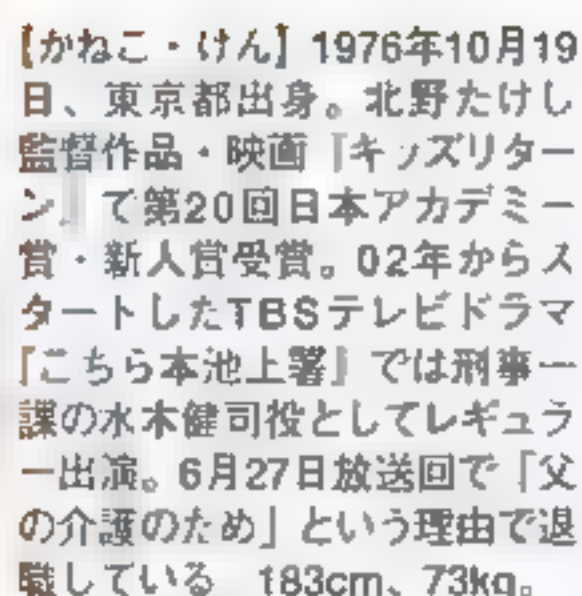 【かねこ・けん】1976年10月19
日、東京都出身。北野たけし
監督作品・映画『キッズリター
ン』で第20回日本アカデミー
賞・新人賞受賞。02年からス
タートしたTBSテレビドラマ
『こちら本池上署』では刑事一
課の水木健司役としてレギュラ
ー出演。6月27日放送回で「父
の介護のため」という理由で退
職している　183cm、73kg。